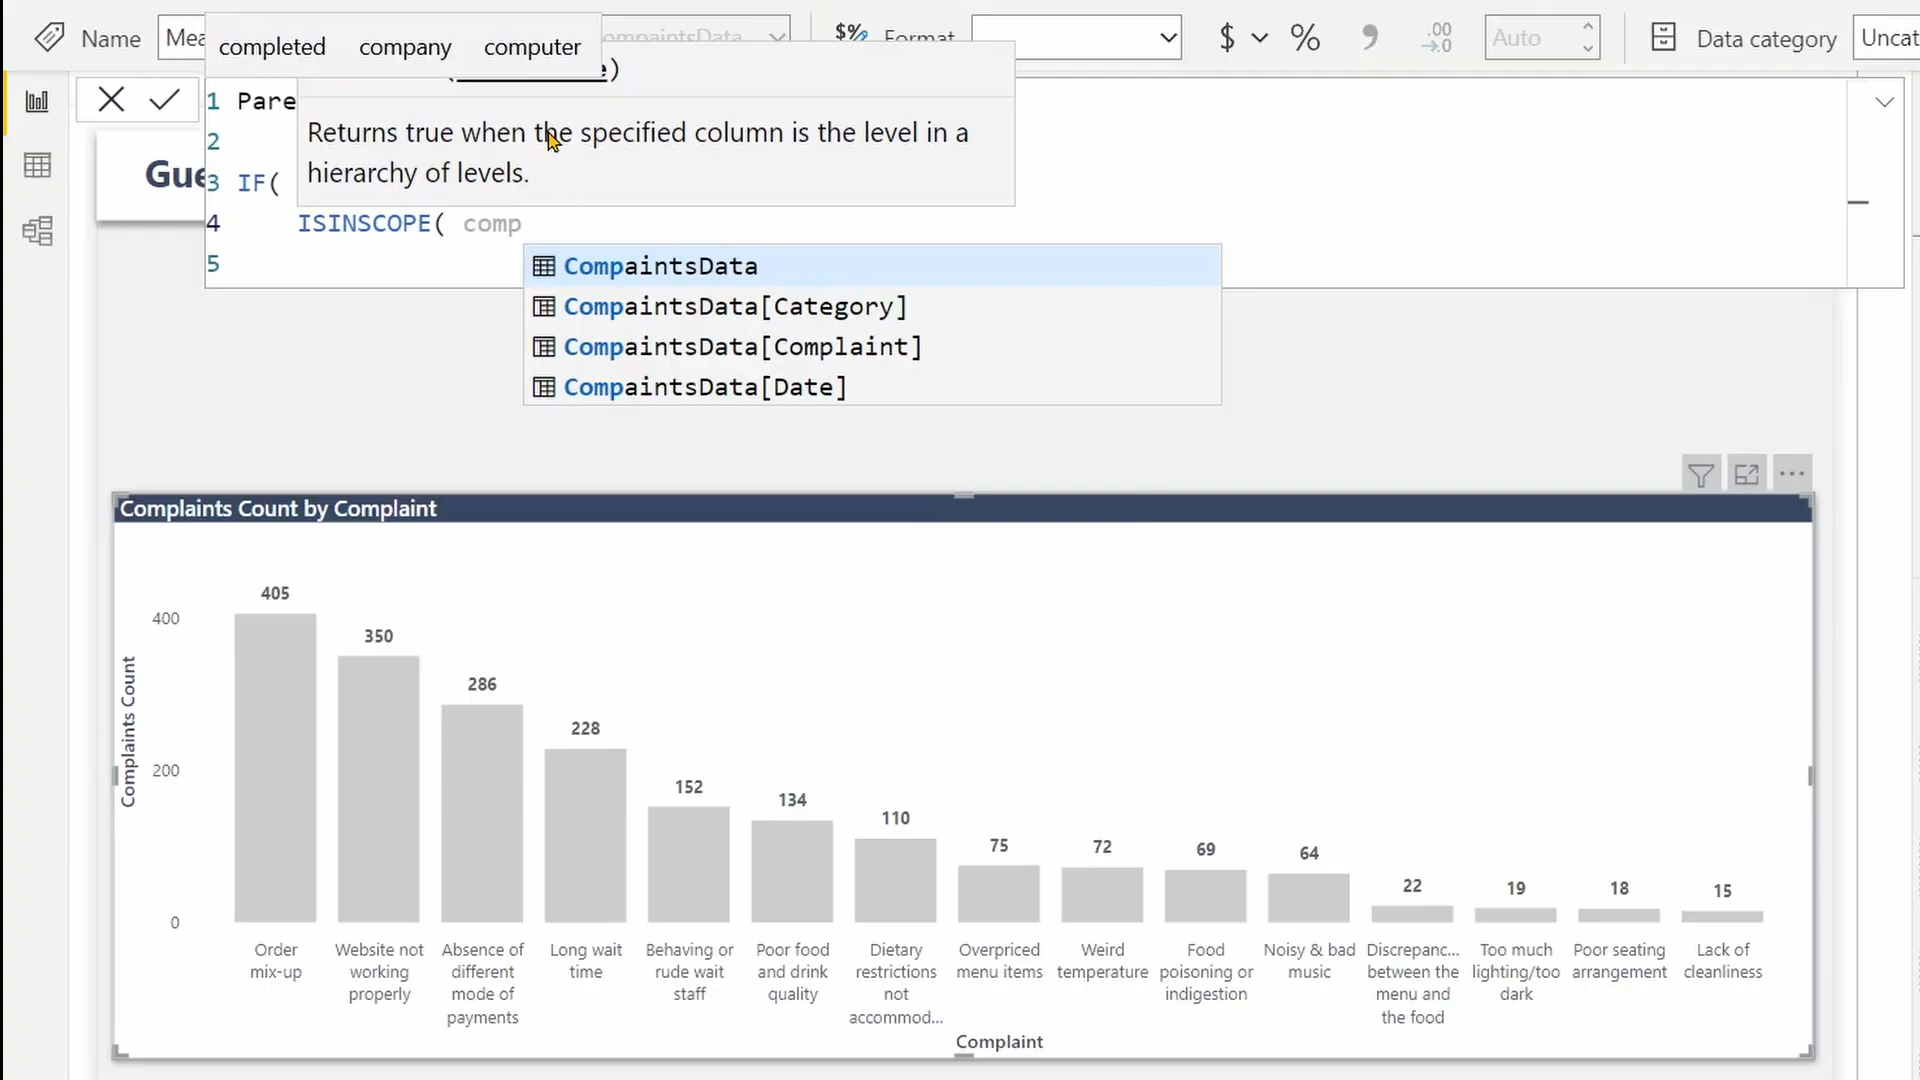 Name
Mea
completed company computer
ompaintsData
$%
Format
$
%
.00
Auto
Data category
Uncat
e)
1 Pare
2
3 IF(
4 ISINSCOPE( comp
5
Returns true when the specified column is the level in a
hierarchy of levels.
Gue
CompaintsData
CompaintsData[Category]
CompaintsData[Complaint]
CompaintsData[Date]
Complaints Count by Complaint
Complaints Count
400
200
0
405
350
286
228
152
134
110
75
72
69
64
22
19
18
15
Order
mix-up
Website not
working
properly
Absence of
different
mode of
payments
Long wait
time
Behaving or
rude wait
staff
Poor food
and drink
quality
Dietary
restrictions
not
accommod...
Overpriced
menu items
Weird
temperature
Food
poisoning or
indigestion
Noisy & bad
music
Discrepanc...
between the
menu and
the food
Too much
lighting/too
dark
Poor seating
arrangement
Lack of
cleanliness
Complaint